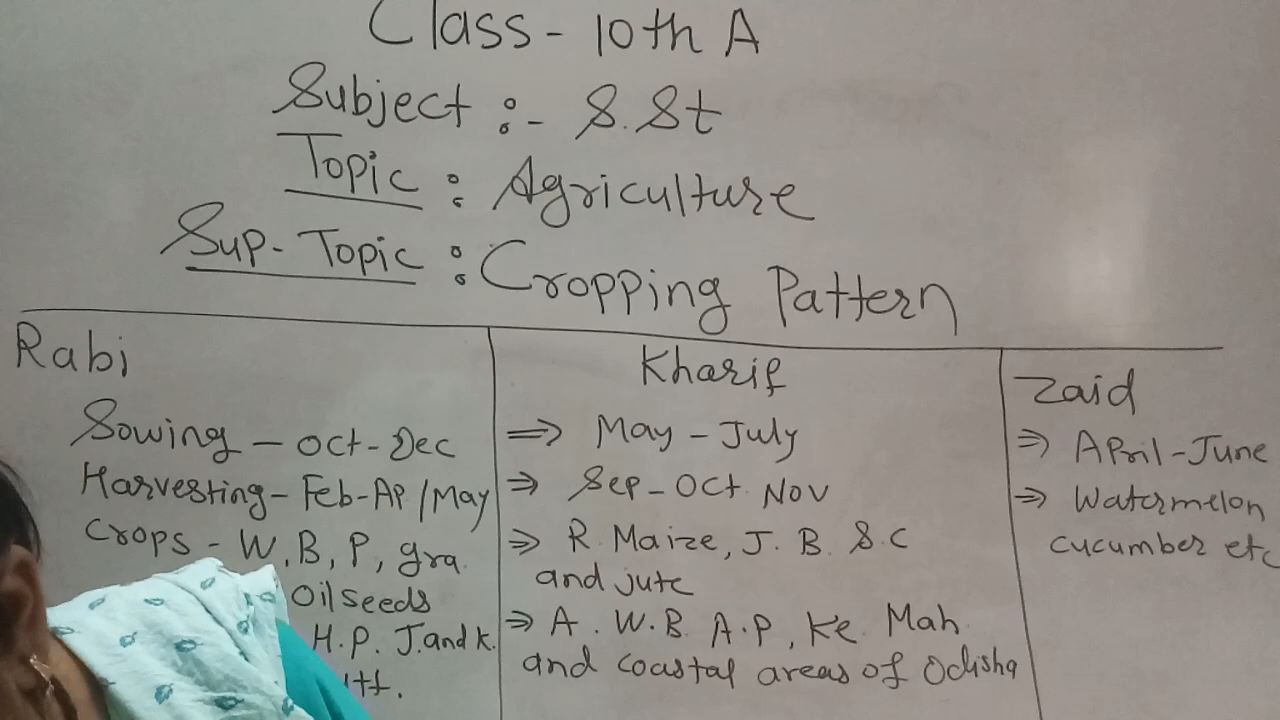 Class - 10th A
Subject :- S.St
Topic : Agriculture
Sup-Topic : Cropping Pattern
Rabi
Sowing - Oct-Dec
Harvesting - Feb-Ap/May
Crops - W, B, P, gra.
Oilseeds
H.P. J.and K.
Kharif
⇒ May - July
⇒ Sep - Oct Nov
⇒ R. Maize, J. B. S.C
and jute
⇒ A. W.B. A.P, Ke. Mah
and coastal areas of Odisha
Zaid
⇒ April-June
⇒ Watermelon
cucumber etc